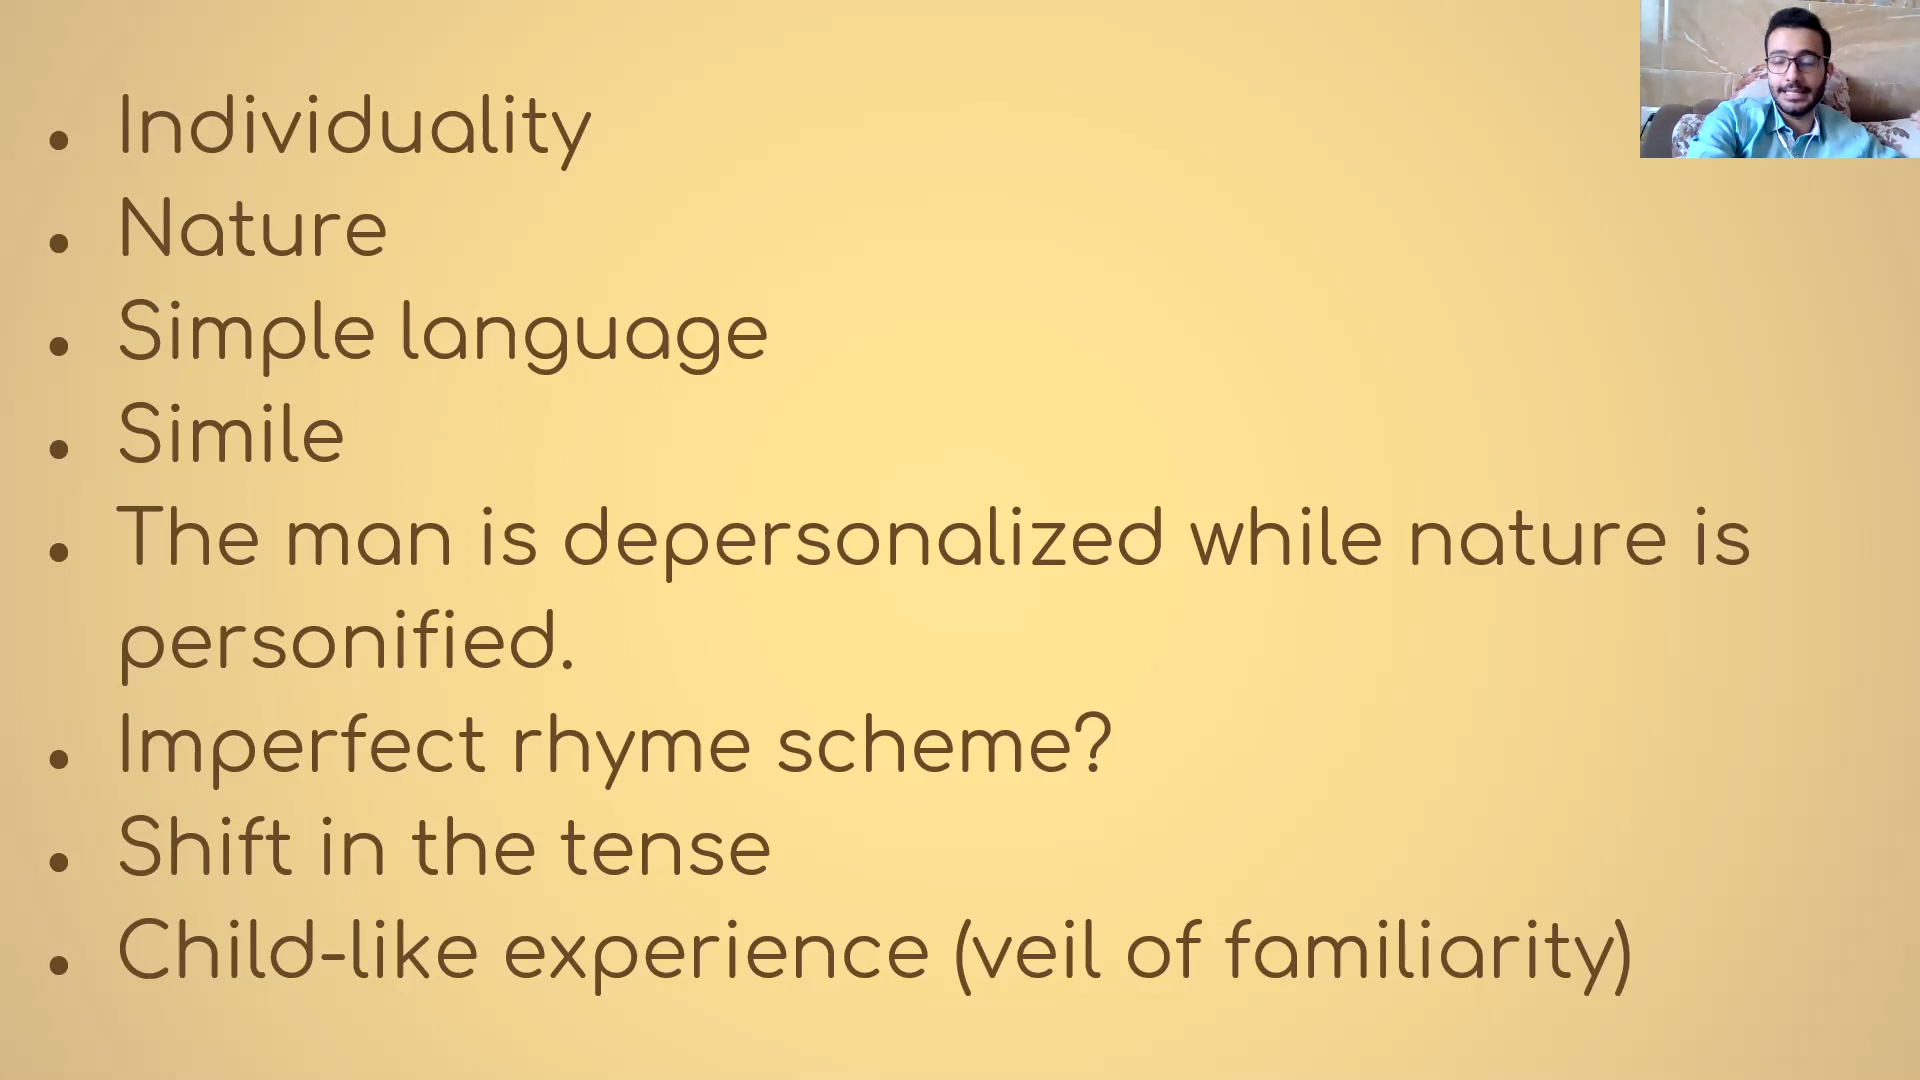 • Individuality
• Nature
• Simple language
• Simile
• The man is depersonalized while nature is
personified.
• Imperfect rhyme scheme?
• Shift in the tense
• Child-like experience (veil of familiarity)